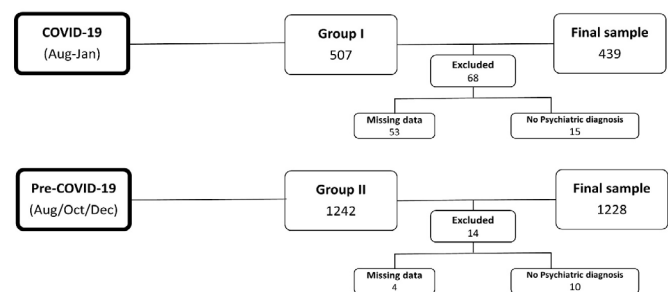 COVID-19
(Aug-Jan)
Group I
507
Final sample
439
Excluded
68
Missing data
53
No Psychiatric diagnosis
15
Pre-COVID-19
(Aug/Oct/Dec)
Group II
1242
Final sample
1228
Excluded
14
Missing data
4
No Psychiatric diagnosis
10